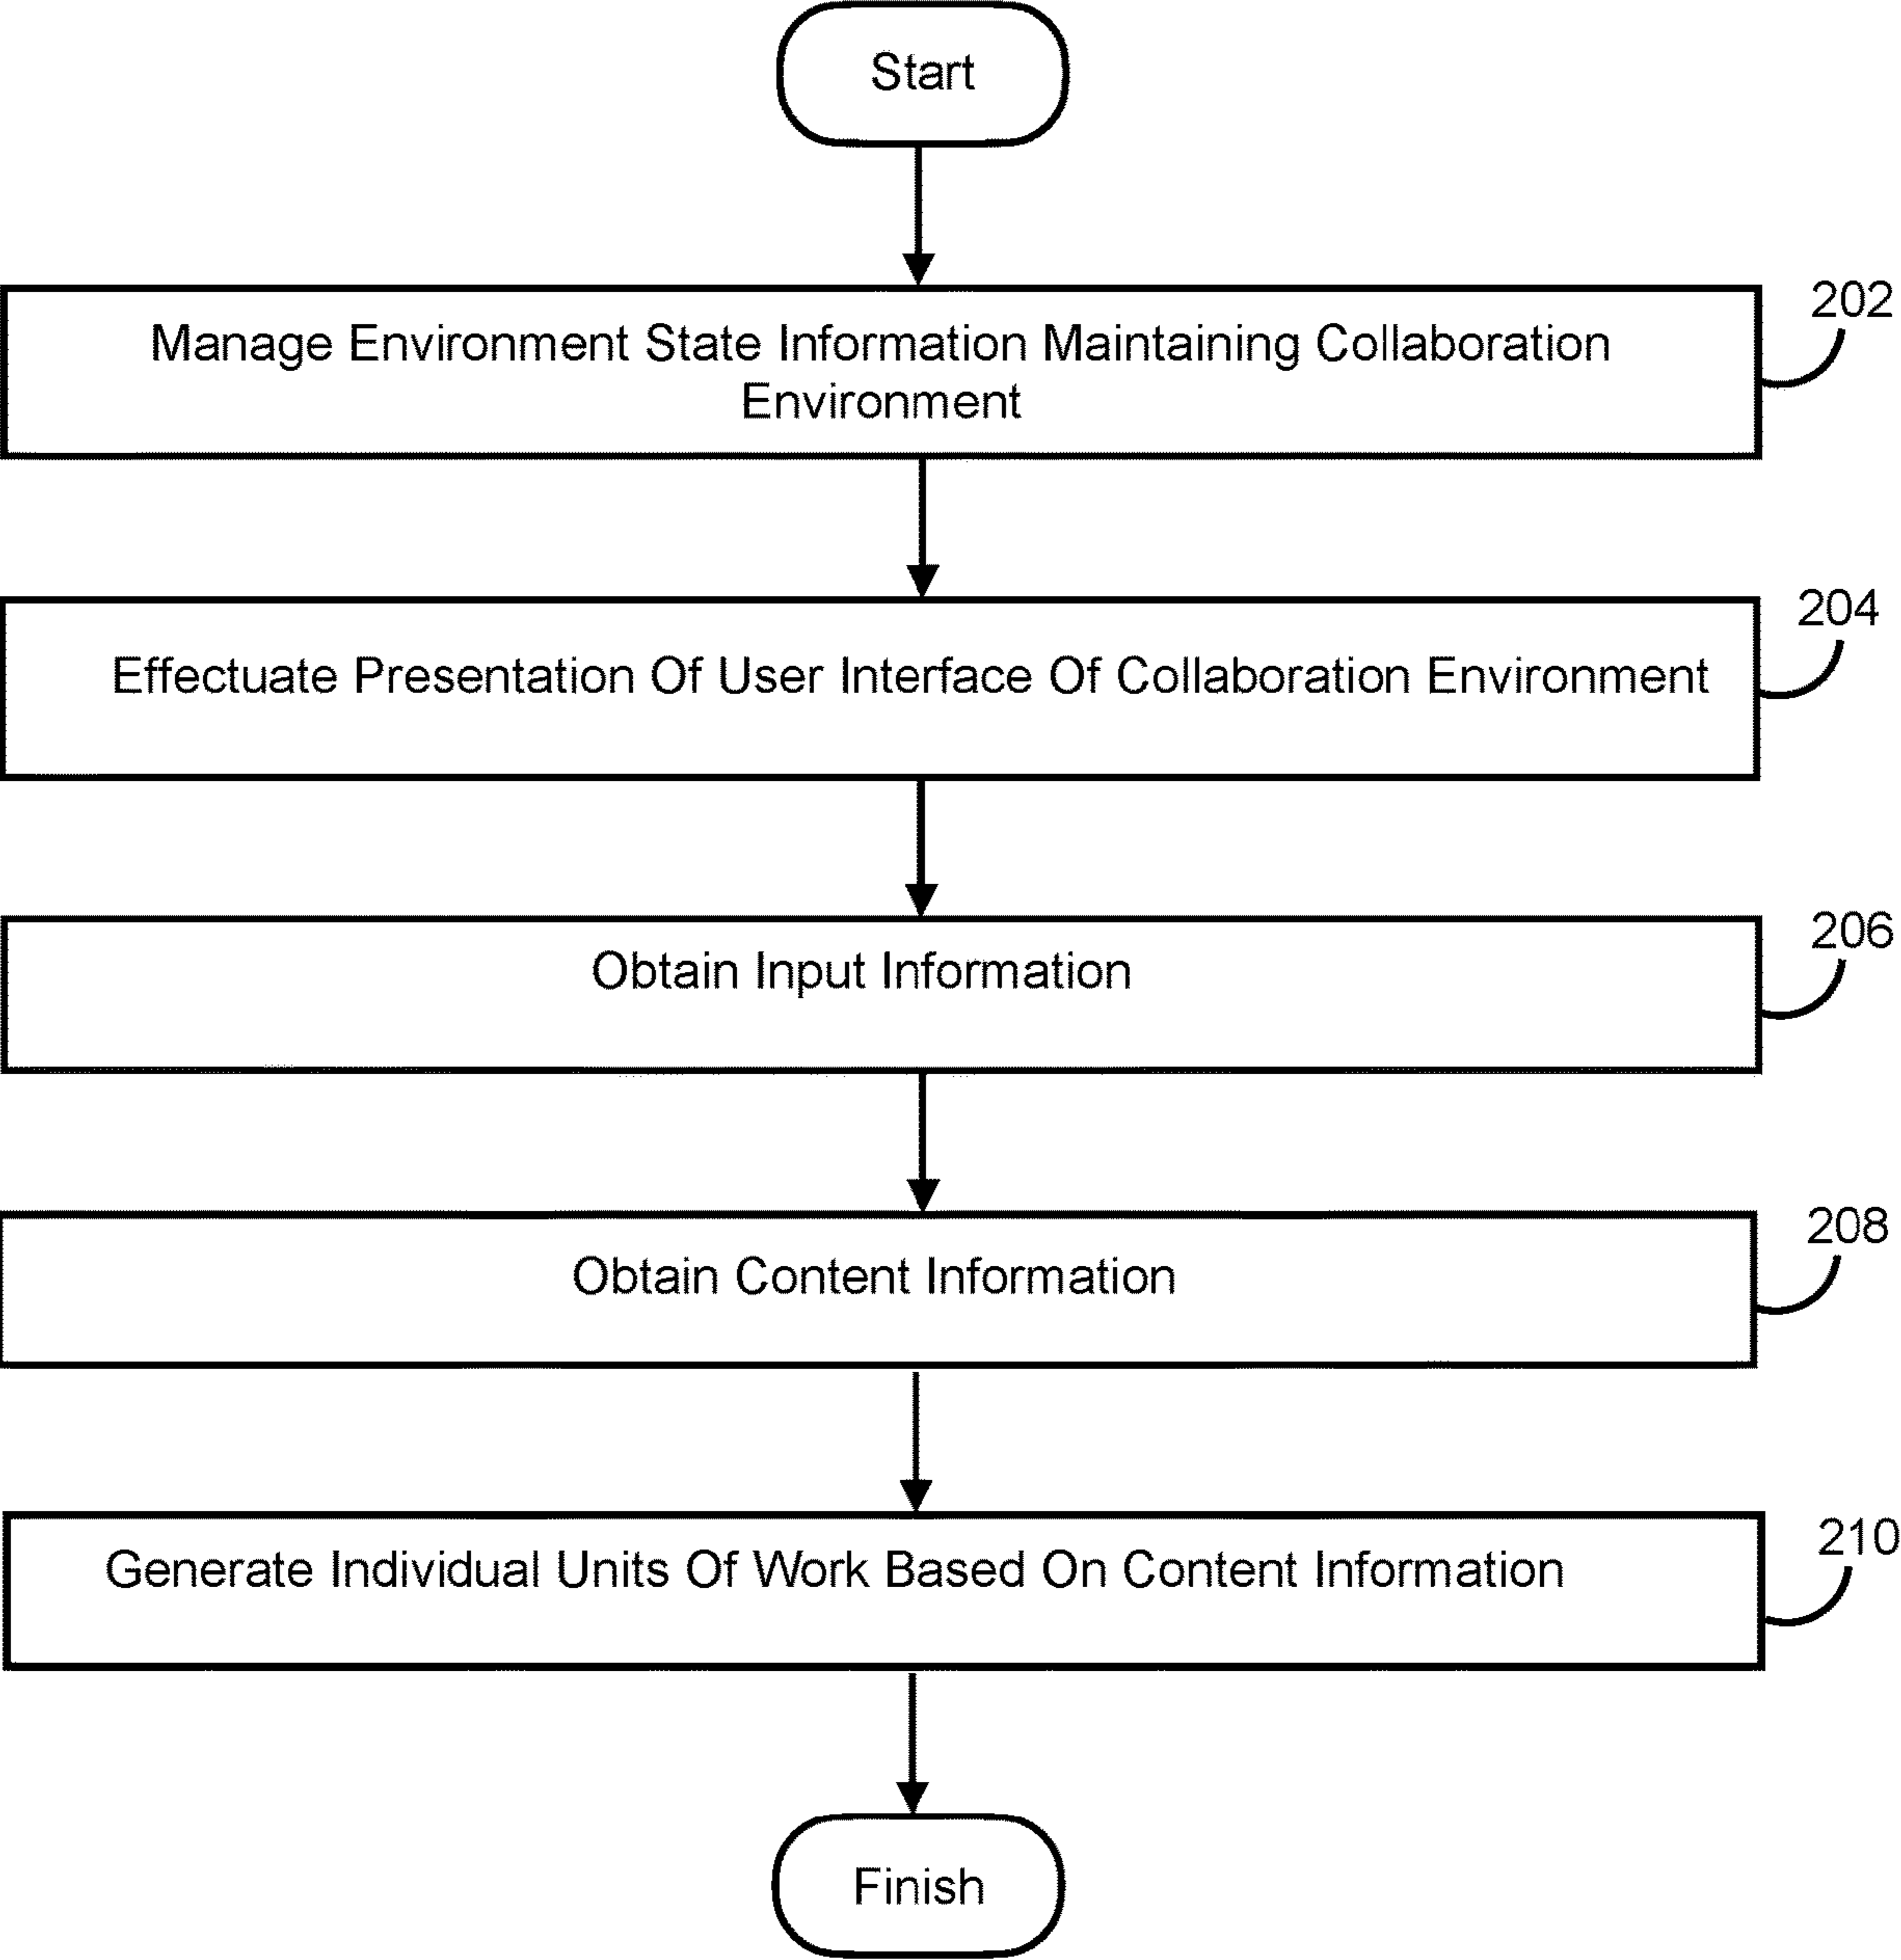 Start
202
Manage Environment State Information Maintaining Collaboration
Environment
204
Effectuate Presentation Of User Interface Of Collaboration Environment
206
Obtain Input Information
208
Obtain Content Information
210
Generate Individual Units Of Work Based On Content Information
Finish